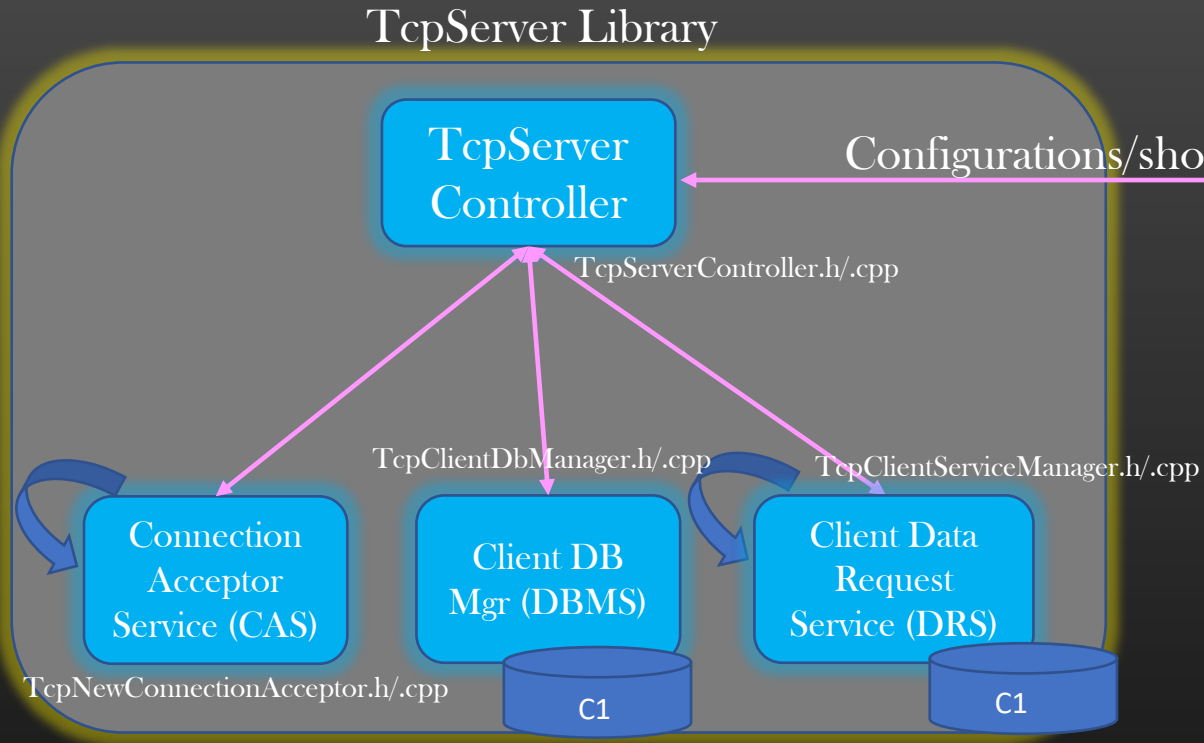 TcpServer Library
TcpServer
Controller
Configurations/sho
TcpServerController.h/.cpp
TcpClientDbManager.h/.cpp
TcpClientServiceManager.h/.cpp
Connection
Acceptor
Service (CAS)
Client DB
Mgr (DBMS)
Client Data
Request
Service (DRS)
TcpNewConnectionAcceptor.h/.cpp
C1
C1